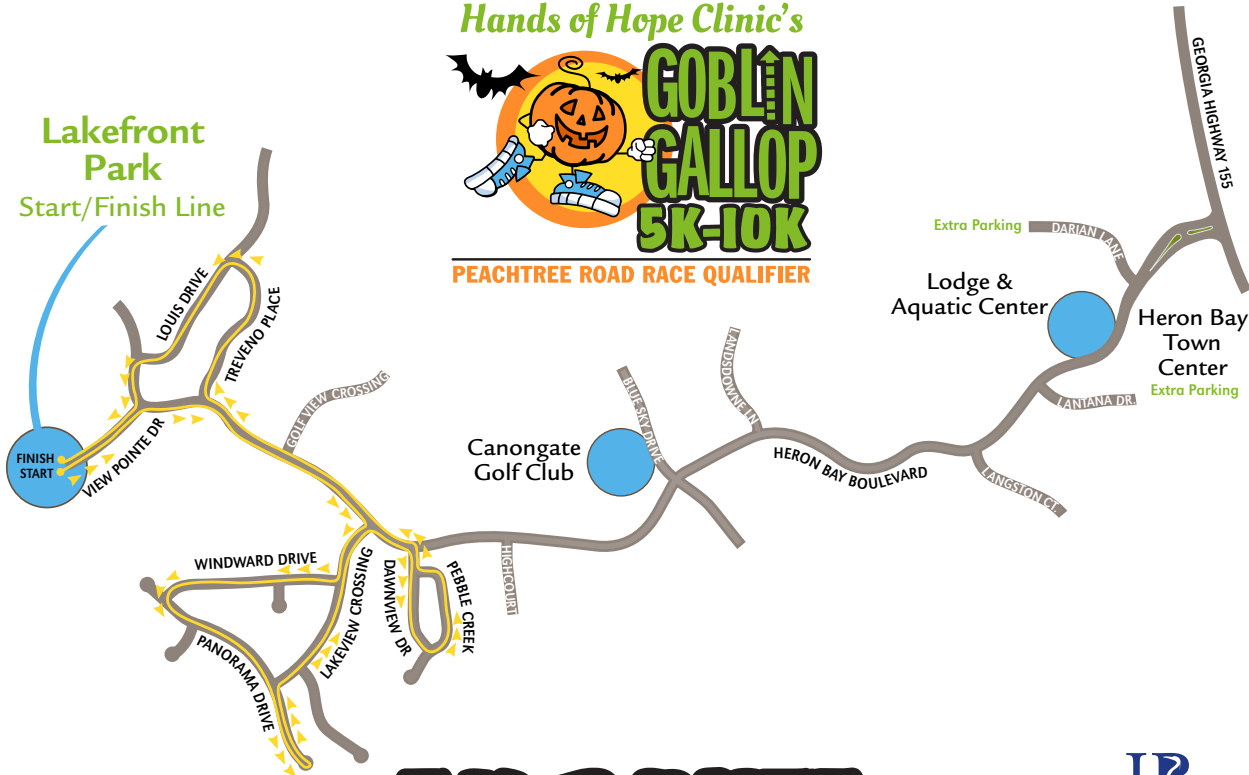 Hands of Hope Clinic's
GOBLIN
GALLOP
5K-10K
PEACHTREE ROAD RACE QUALIFIER
Lakefront
Park
Start/Finish Line
GEORGIA HIGHWAY 155
Extra Parking
DARIAN LANE
Lodge &
Aquatic Center
Heron Bay
Town
Center
Extra Parking
LANTANA DR.
LOUIS DRIVE
TREVENO PLACE
GOLF VIEW CROSSING
BLUE SKY DRIVE
LANDSDOWNE LN
Canongate
Golf Club
HERON BAY BOULEVARD
LANGSTON CT.
FINISH
START
VIEW POINTE DR
WINDWARD DRIVE
LAKEVIEW CROSSING
DAWNVIEW DR
PEBBLE CREEK
HIGHCOURT
PANORAMA DRIVE